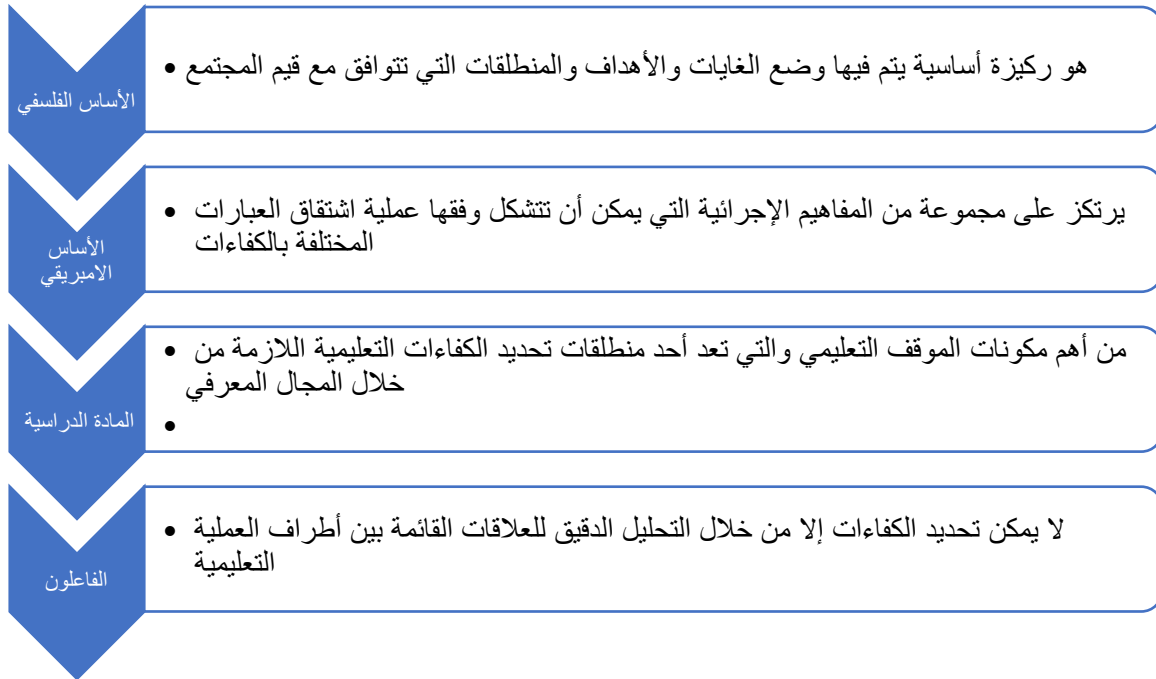 الأساس الفلسفي
• هو ركيزة أساسية يتم فيها وضع الغايات والأهداف والمنطلقات التي تتوافق مع قيم المجتمع
الأساس
الامبريقي
• يرتكز على مجموعة من المفاهيم الإجرائية التي يمكن أن تتشكل وفقها عملية اشتقاق العبارات
المختلفة بالكفاءات
المادة الدراسية
• من أهم مكونات الموقف التعليمي والتي تعد أحد منطلقات تحديد الكفاءات التعليمية اللازمة من
خلال المجال المعرفي
•
الفاعلون
• لا يمكن تحديد الكفاءات إلا من خلال التحليل الدقيق للعلاقات القائمة بين أطراف العملية
التعليمية